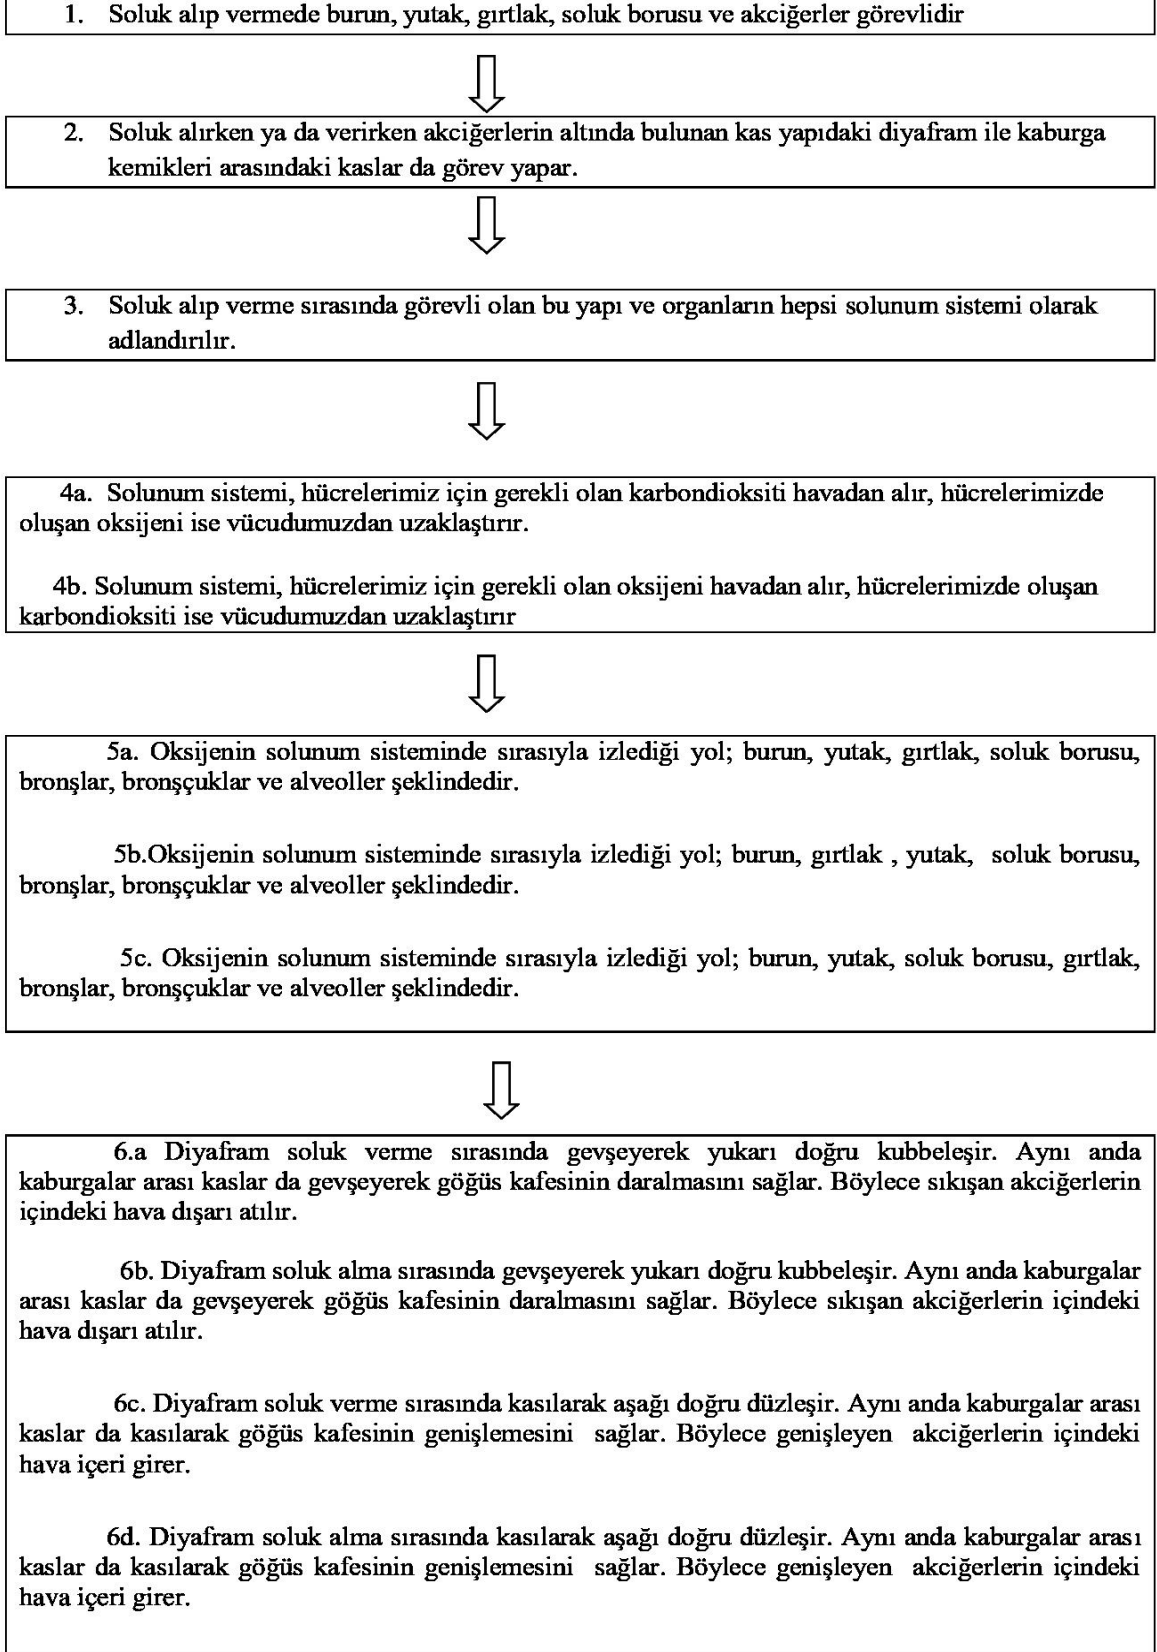 1. Soluk alıp vermede burun, yutak, gırtlak, soluk borusu ve akciğerler görevlidir
2. Soluk alırken ya da verirken akciğerlerin altında bulunan kas yapıdaki diyafram ile kaburga
kemikleri arasındaki kaslar da görev yapar.
3. Soluk alıp verme sırasında görevli olan bu yapı ve organların hepsi solunum sistemi olarak
adlandırılır.
4a. Solunum sistemi, hücrelerimiz için gerekli olan karbondioksiti havadan alır, hücrelerimizde
oluşan oksijeni ise vücudumuzdan uzaklaştırır.
4b. Solunum sistemi, hücrelerimiz için gerekli olan oksijeni havadan alır, hücrelerimizde oluşan
karbondioksiti ise vücudumuzdan uzaklaştırır
5a. Oksijenin solunum sisteminde sırasıyla izlediği yol; burun, yutak, gırtlak, soluk borusu,
bronşlar, bronşçuklar ve alveoller şeklindedir.
5b.Oksijenin solunum sisteminde sırasıyla izlediği yol; burun, gırtlak , yutak, soluk borusu,
bronşlar, bronşçuklar ve alveoller şeklindedir.
5c. Oksijenin solunum sisteminde sırasıyla izlediği yol; burun, yutak, soluk borusu, gırtlak,
bronşlar, bronşçuklar ve alveoller şeklindedir.
6.a Diyafram soluk verme sırasında gevşeyerek yukarı doğru kubbeleşir. Aynı anda
kaburgalar arası kaslar da gevşeyerek göğüs kafesinin daralmasını sağlar. Böylece sıkışan akciğerlerin
içindeki hava dışarı atılır.
6b. Diyafram soluk alma sırasında gevşeyerek yukarı doğru kubbeleşir. Aynı anda kaburgalar
arası kaslar da gevşeyerek göğüs kafesinin daralmasını sağlar. Böylece sıkışan akciğerlerin içindeki
hava dışarı atılır.
6c. Diyafram soluk verme sırasında kasılarak aşağı doğru düzleşir. Aynı anda kaburgalar arası
kaslar da kasılarak göğüs kafesinin genişlemesini sağlar. Böylece genişleyen akciğerlerin içindeki
hava içeri girer.
6d. Diyafram soluk alma sırasında kasılarak aşağı doğru düzleşir. Aynı anda kaburgalar arası
kaslar da kasılarak göğüs kafesinin genişlemesini sağlar. Böylece genişleyen akciğerlerin içindeki
hava içeri girer.